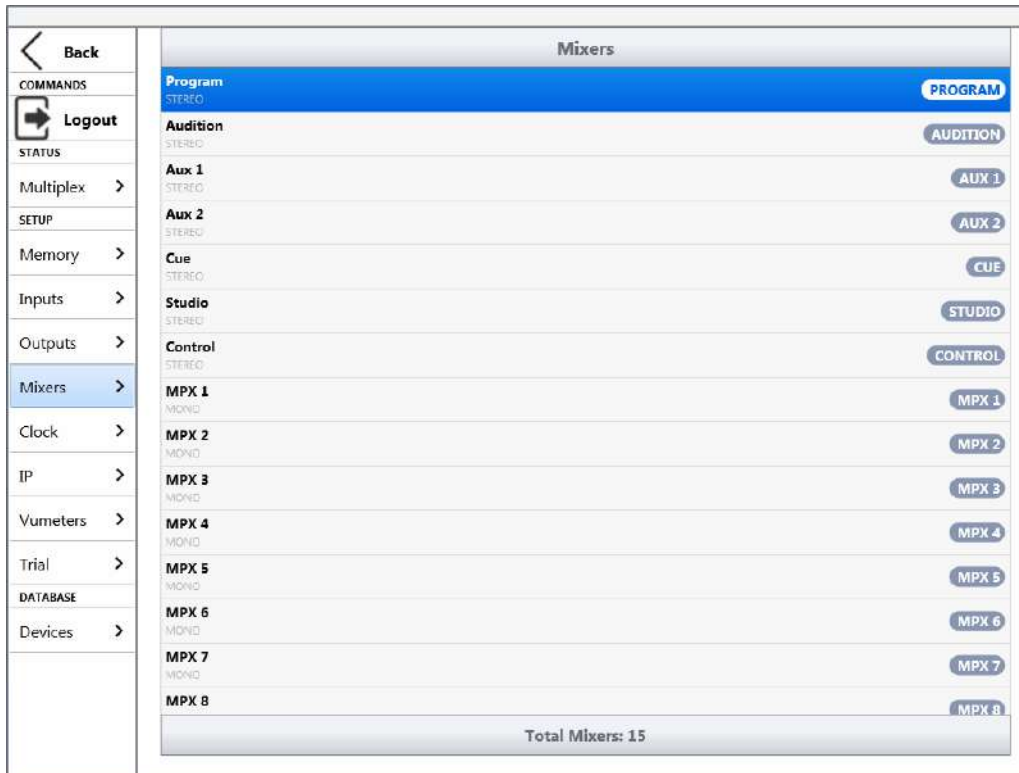 Back
COMMANDS
Logout
STATUS
Multiplex
SETUP
Memory
Inputs
Outputs
Mixers
Clock
IP
Vumeters
Trial
DATABASE
Devices
Mixers
Program PROGRAM
STEREO
Audition AUDITION
STEREO
Aux 1 AUX 1
STEREO
Aux 2 AUX 2
STEREO
Cue CUE
STEREO
Studio STUDIO
STEREO
Control CONTROL
STEREO
MPX 1 MPX 1
MONO
MPX 2 MPX 2
MONO
MPX 3 MPX 3
MONO
MPX 4 MPX 4
MONO
MPX 5 MPX 5
MONO
MPX 6 MPX 6
MONO
MPX 7 MPX 7
MONO
MPX 8 MPX 8
Total Mixers: 15